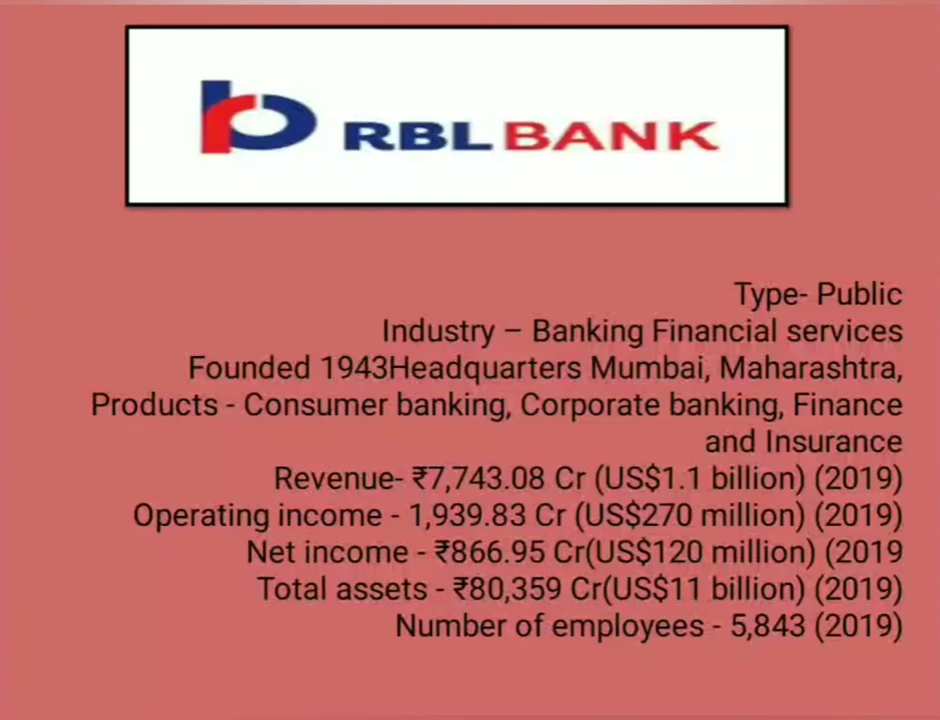 RBL BANK
Type- Public
Industry – Banking Financial services
Founded 1943Headquarters Mumbai, Maharashtra,
Products - Consumer banking, Corporate banking, Finance
and Insurance
Revenue- ₹7,743.08 Cr (US$1.1 billion) (2019)
Operating income - 1,939.83 Cr (US$270 million) (2019)
Net income - ₹866.95 Cr(US$120 million) (2019
Total assets - ₹80,359 Cr(US$11 billion) (2019)
Number of employees - 5,843 (2019)